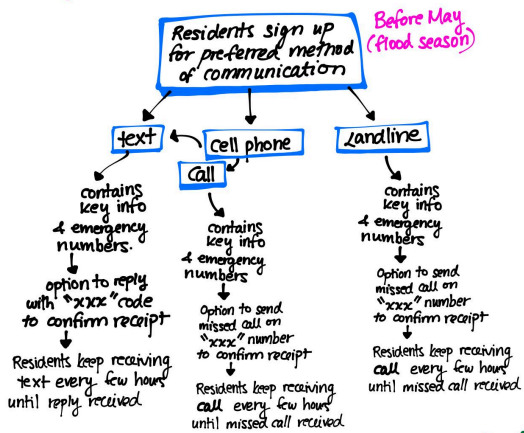 Residents sign up
for preferred method
of communication
Before May
(flood season)
text
cell phone
call
Landline
contains
key info
& emergency
numbers.
option to reply
with "xxx" code
to confirm receipt
Residents keep receiving
text every few hours
until reply received
contains
key info
& emergency
numbers
Option to send
missed call on
"xxx" number
to confirm receipt
Residents keep receiving
call every few hours
until missed call received
contains
key info
& emergency
numbers
Option to send
missed call on
"xxx" number
to confirm receipt
Residents keep receiving
call every few hours
until missed call received